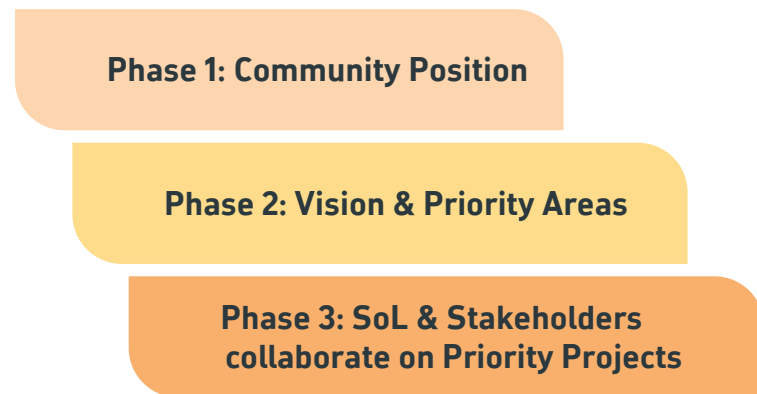 Phase 1: Community Position
Phase 2: Vision & Priority Areas
Phase 3: SoL & Stakeholders
collaborate on Priority Projects